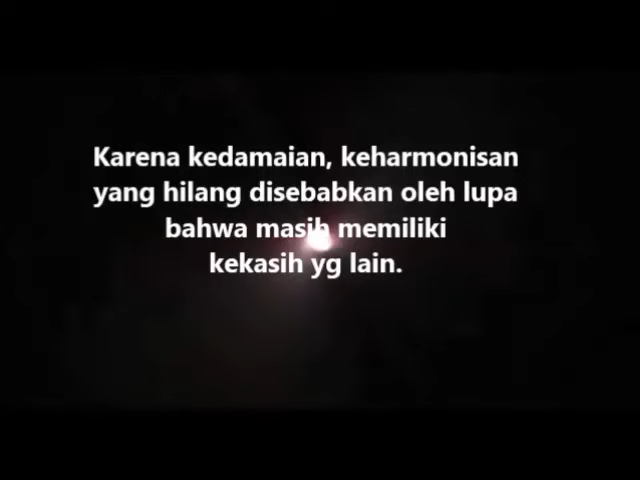 Karena kedamaian, keharmonisan
yang hilang disebabkan oleh lupa
bahwa masih memiliki
kekasih yg lain.